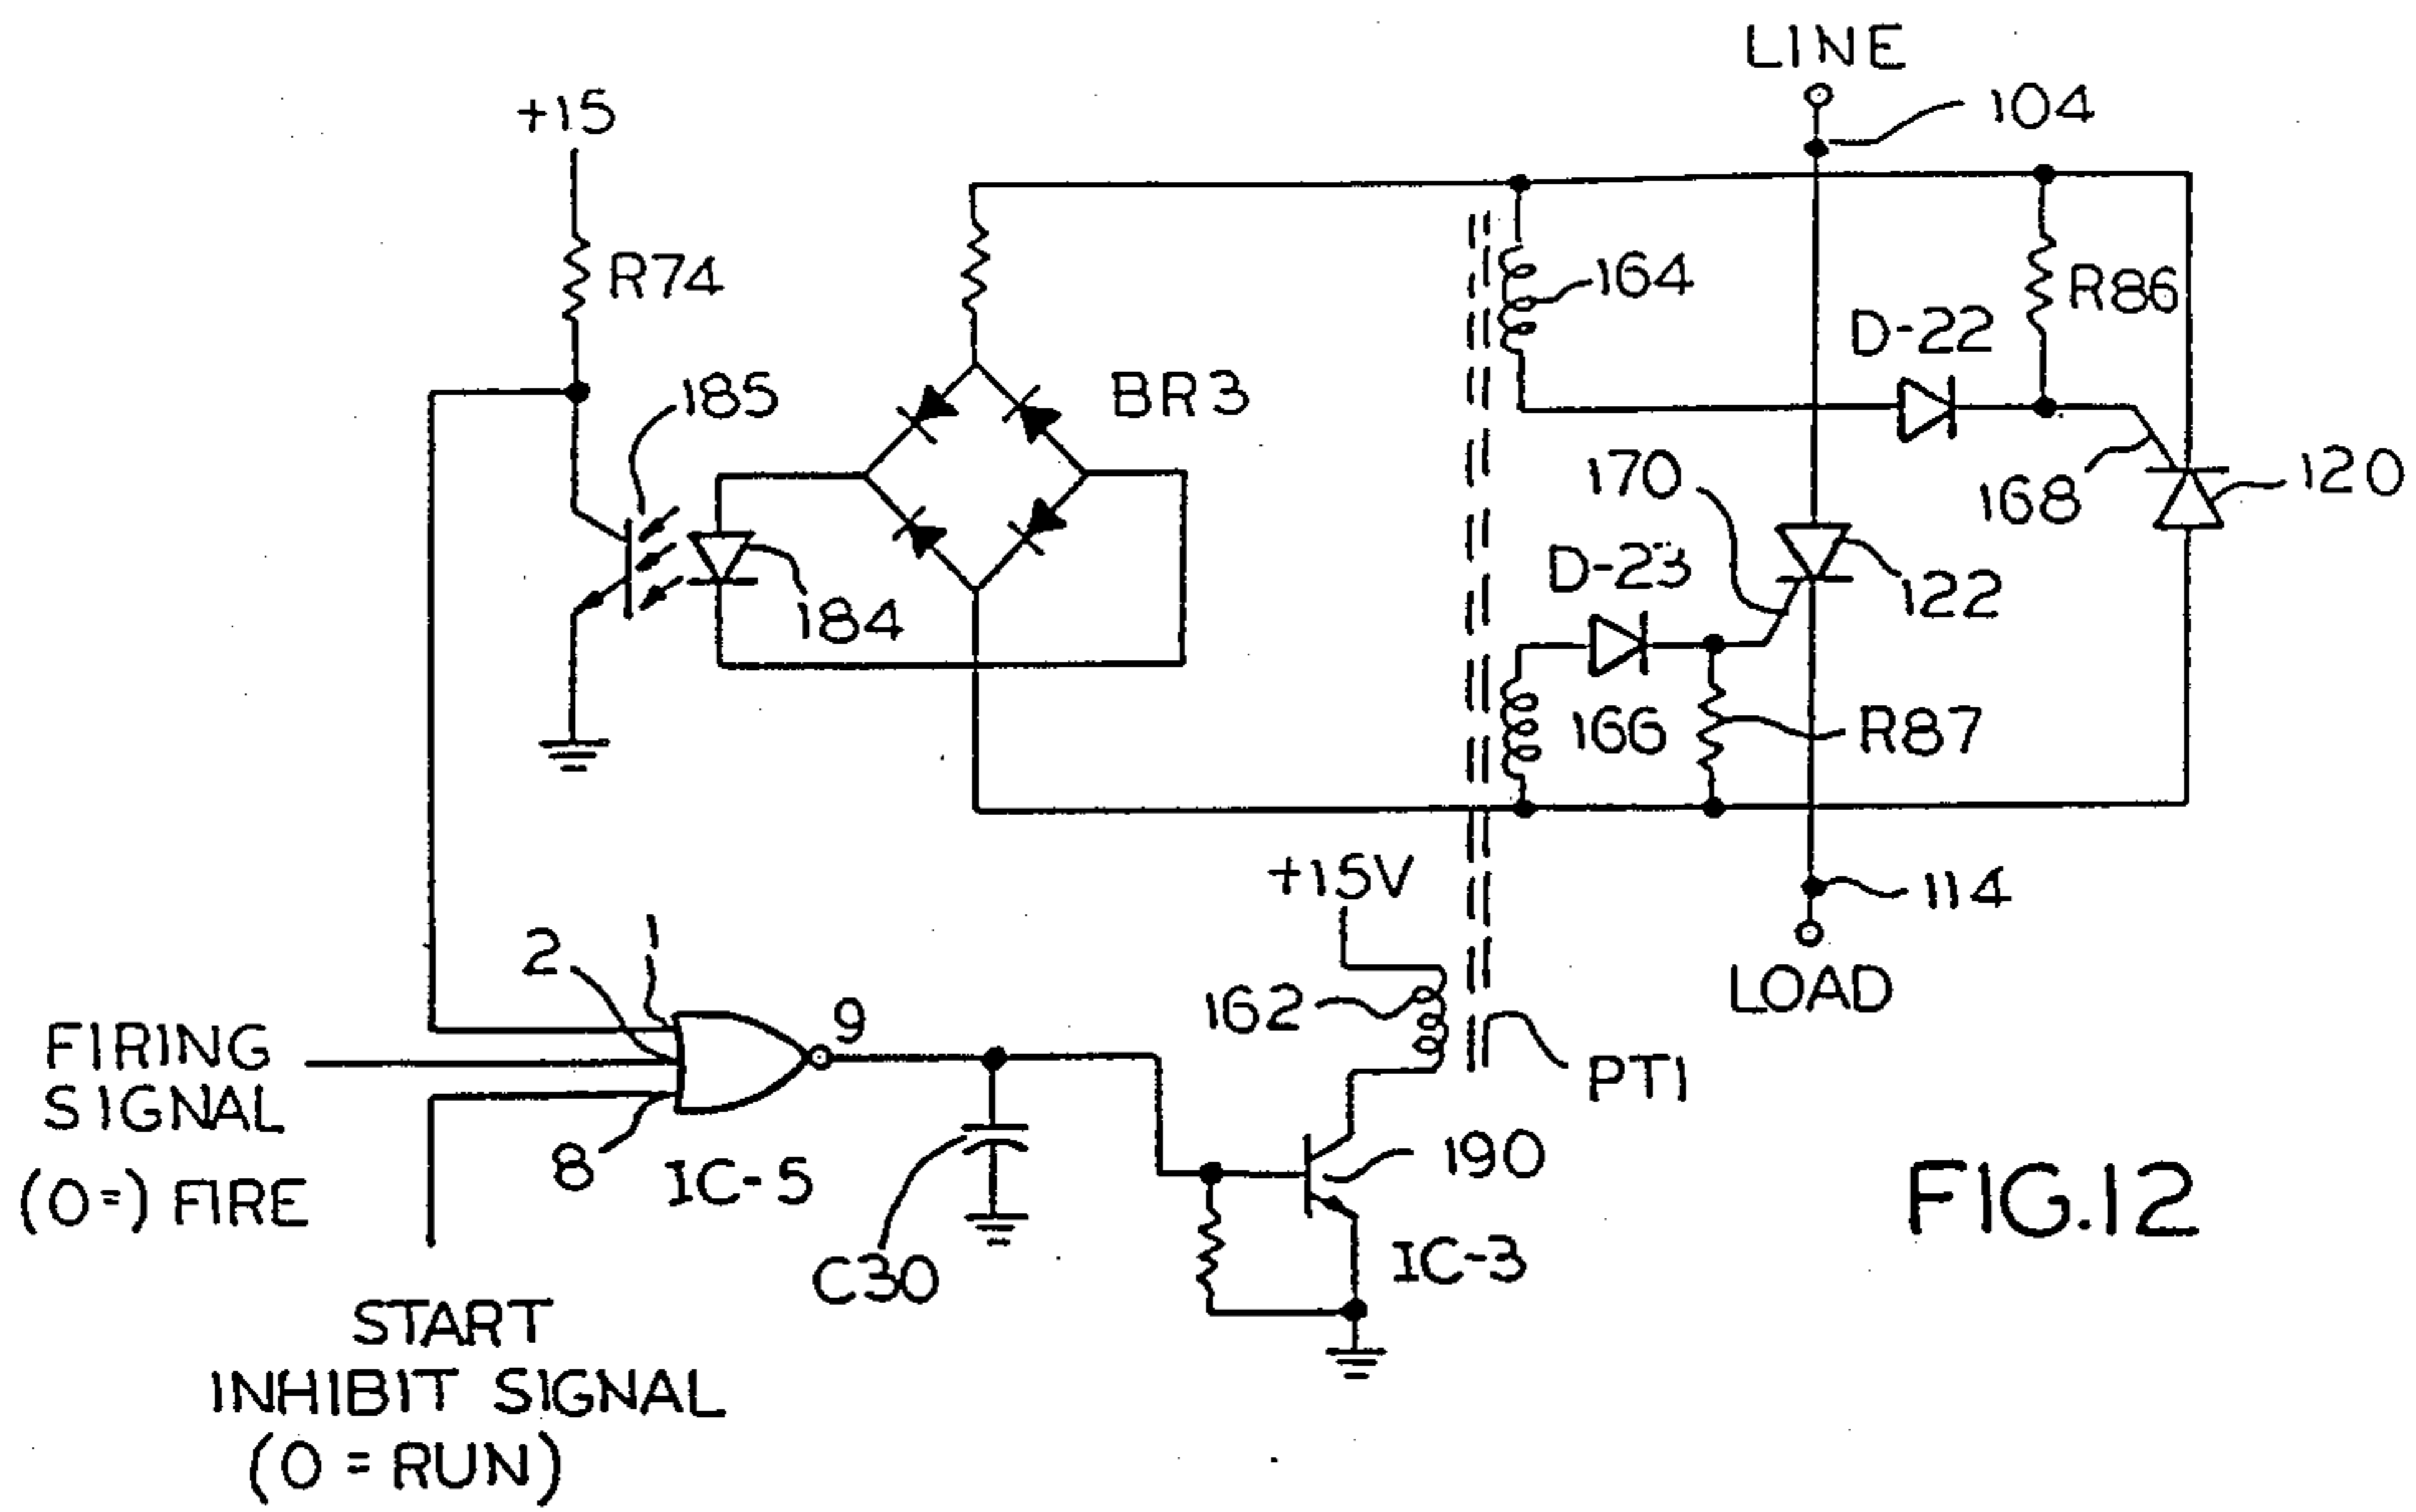 LINE
104
+15
R74
164
R86
D-22
185
BR3
170
168
120
D-23
122
184
166
R87
+15V
114
2
1
162
LOAD
9
FIRING
SIGNAL
(0=) FIRE
PT1
8
IC-5
190
C30
IC-3
FIG.12
START
INHIBIT SIGNAL
(0 = RUN)